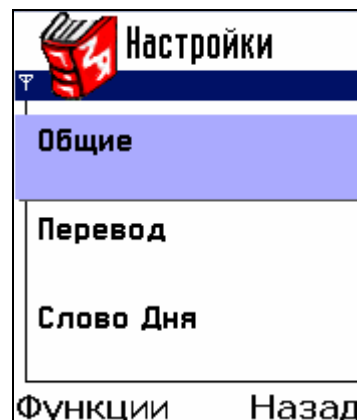 Настройки
Общие
Перевод
Слово Дня
Функции Назад